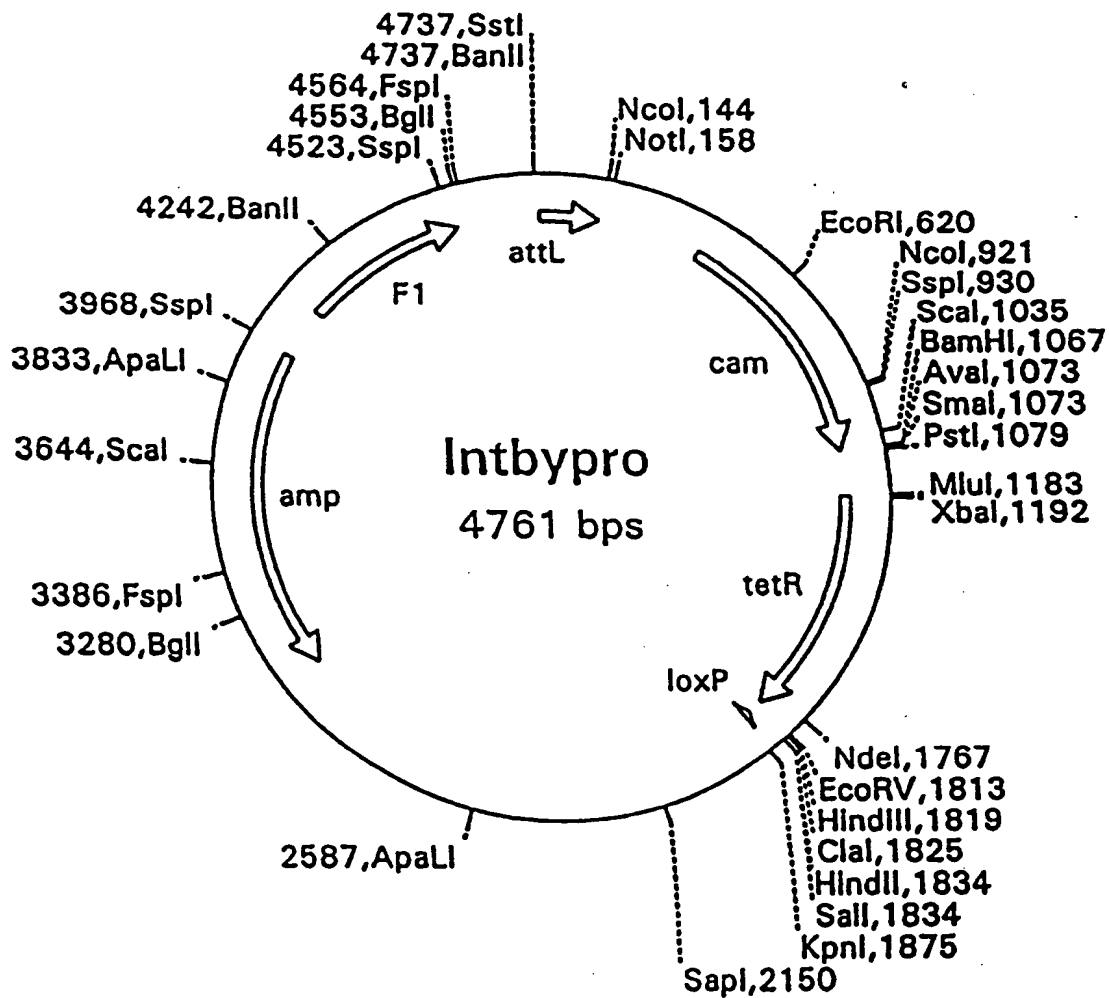 4737,SstI
4737,BanII
4564,FspI
4553,BglI
4523,SspI
4242,BanII
3968,SspI
3833,ApaLI
3644,ScaI
3386,FspI
3280,BglI
2587,ApaLI
NcoI,144
NotI,158
EcoRI,620
NcoI,921
SspI,930
ScaI,1035
BamHI,1067
AvaI,1073
SmaI,1073
PstI,1079
MluI,1183
XbaI,1192
NdeI,1767
EcoRV,1813
HindIII,1819
ClaI,1825
HindII,1834
SalI,1834
KpnI,1875
SapI,2150
attL
F1
cam
amp
tetR
loxP
Intbypro
4761 bps